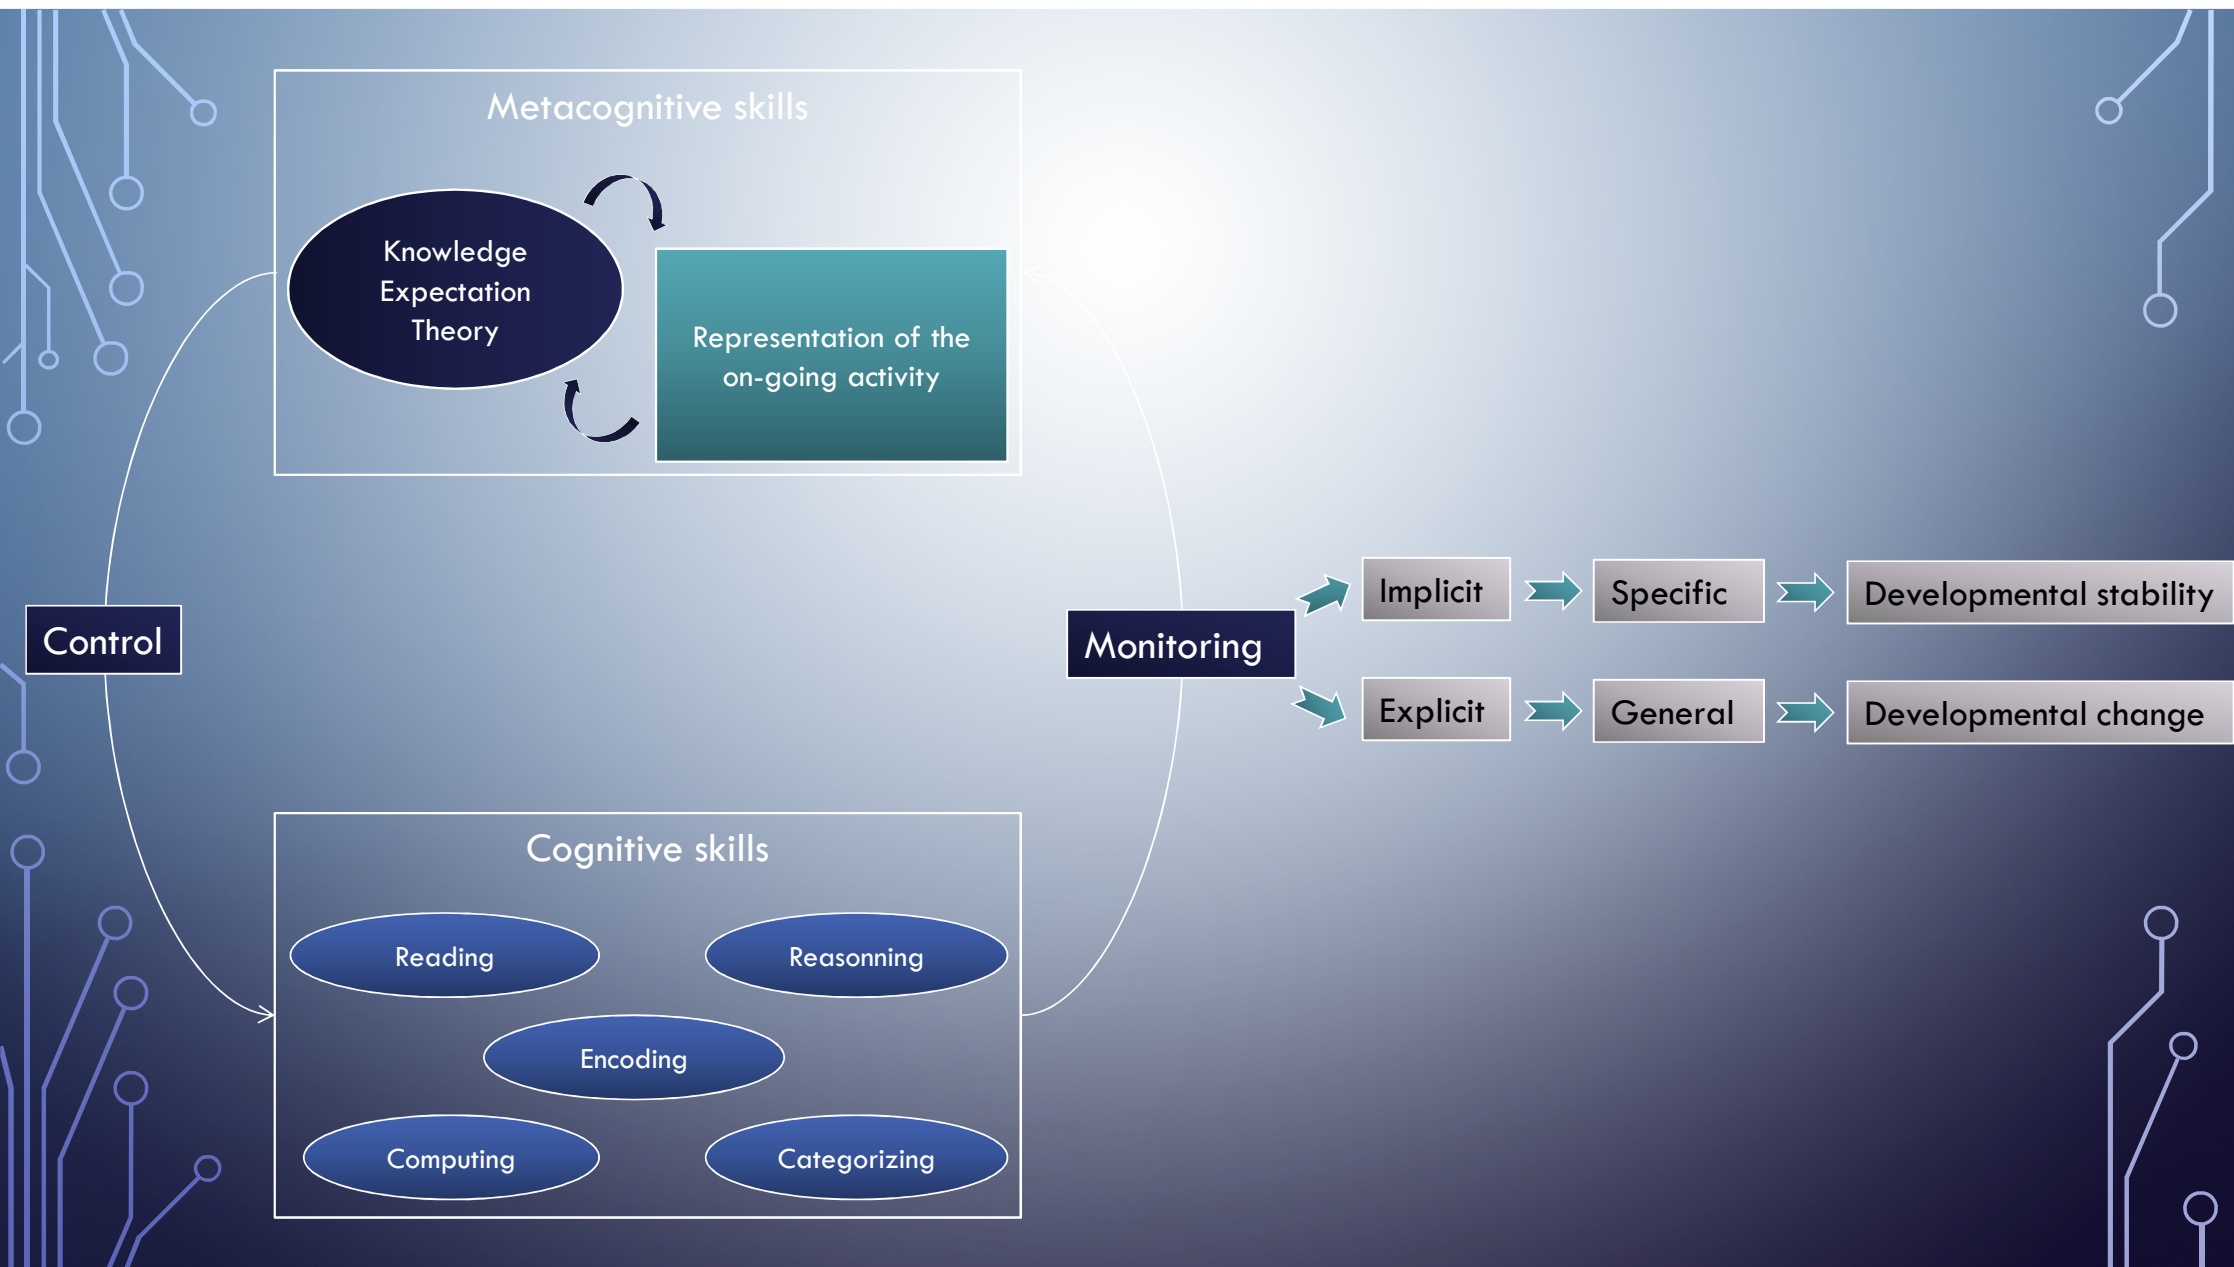 Metacognitive skills
Knowledge
Expectation
Theory
Representation of the
on-going activity
Control
Monitoring
Implicit
Specific
Developmental stability
Explicit
General
Developmental change
Cognitive skills
Reading
Reasonning
Encoding
Computing
Categorizing